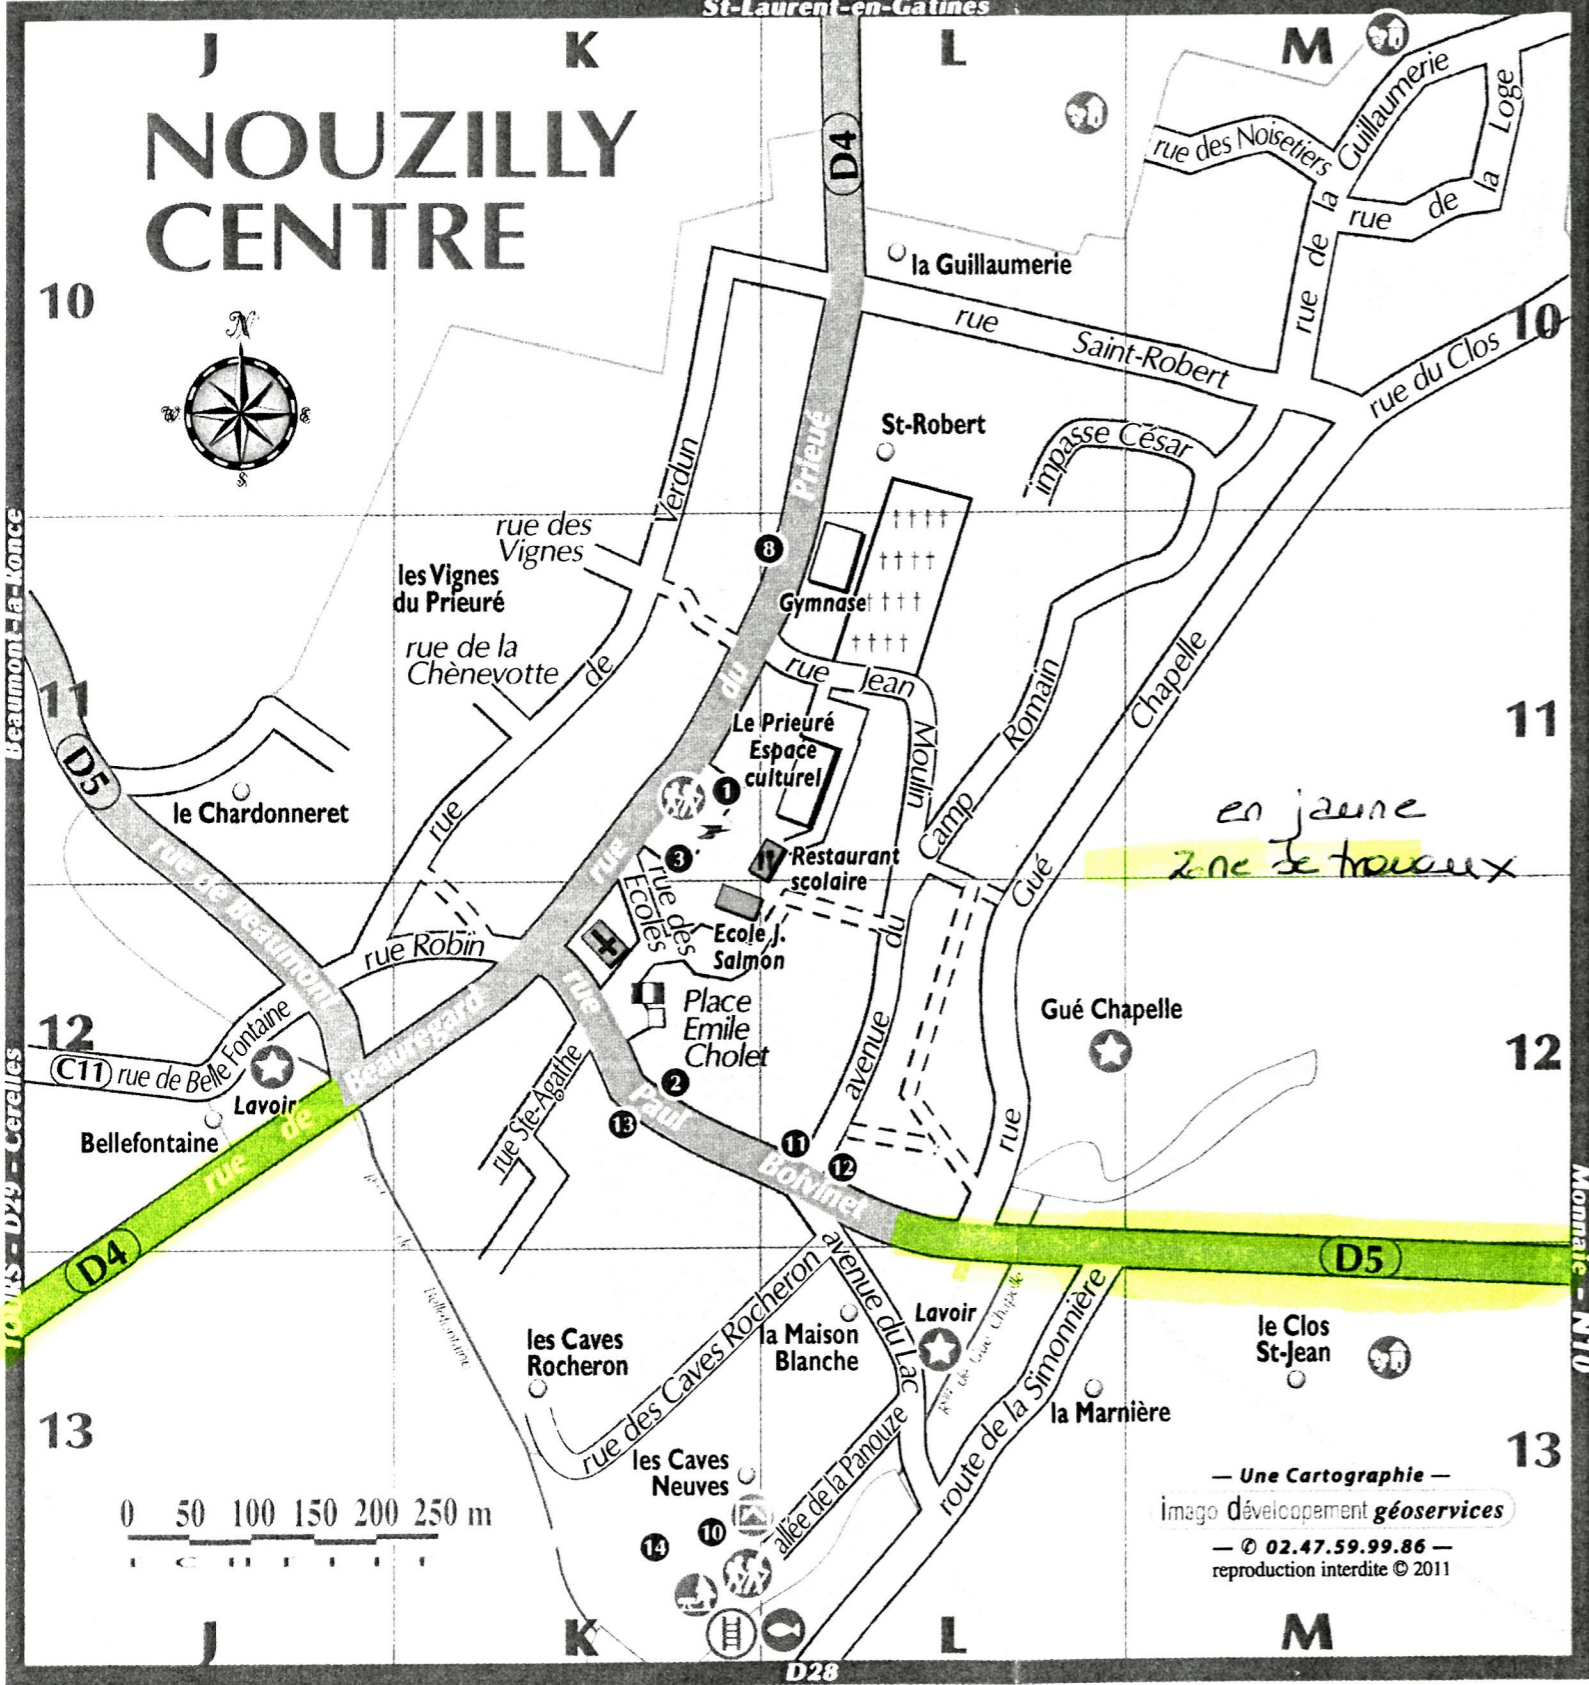 St-Laurent-en-Gatines
J K L M
NOUZILLY
CENTRE
D4
rue des Noisetiers
rue de la Guillaumerie
rue de la Loge
la Guillaumerie
10
10
N
S
rue Saint-Robert
rue du Clos
St-Robert
impasse César
rue de Verdun
rue du Prieué
rue des
Vignes
8
les Vignes
du Prieuré
Gymnase
rue de la
Chènevotte
rue Jean Moulin
Beaumont-la-Ronce
11
11
D5
Le Prieuré
Espace
culturel
1
le Chardonneret
rue de Beaumont
3
Restaurant
scolaire
avenue du Camp Romain
rue Gué Chapelle
en jaune
zone de travaux
rue des
Ecoles
Ecole J.
Salmon
rue Robin
Place
Emile
Cholet
Gué Chapelle
12
12
C11 rue de Belle Fontaine
Lavoir
Bellefontaine
rue de Beauregard
rue Ste-Agathe
rue Paul Boivinet
2
13
11
12
TOURS - D29 - Cerelles
Monnaie - N10
D4
D5
avenue du Lac
rue des Caves Rocheron
les Caves
Rocheron
la Maison
Blanche
Lavoir
le Clos
St-Jean
la Marnière
route de la Simonnière
allée de la Panouze
les Caves
Neuves
13
13
10
14
0 50 100 150 200 250 m
— Une Cartographie —
imago développement géoservices
— ✆ 02.47.59.99.86 —
reproduction interdite © 2011
J K L M
D28